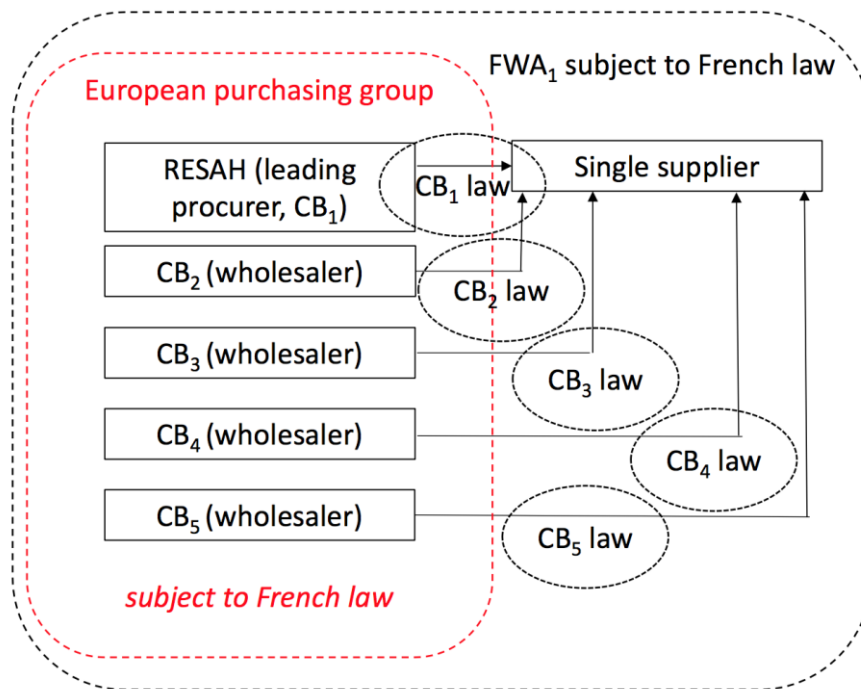 FWA₁ subject to French law
European purchasing group
RESAH (leading
procurer, CB₁)
CB₁ law
Single supplier
CB₂ (wholesaler)
CB₂ law
CB₃ (wholesaler)
CB₃ law
CB₄ (wholesaler)
CB₄ law
CB₅ (wholesaler)
CB₅ law
subject to French law